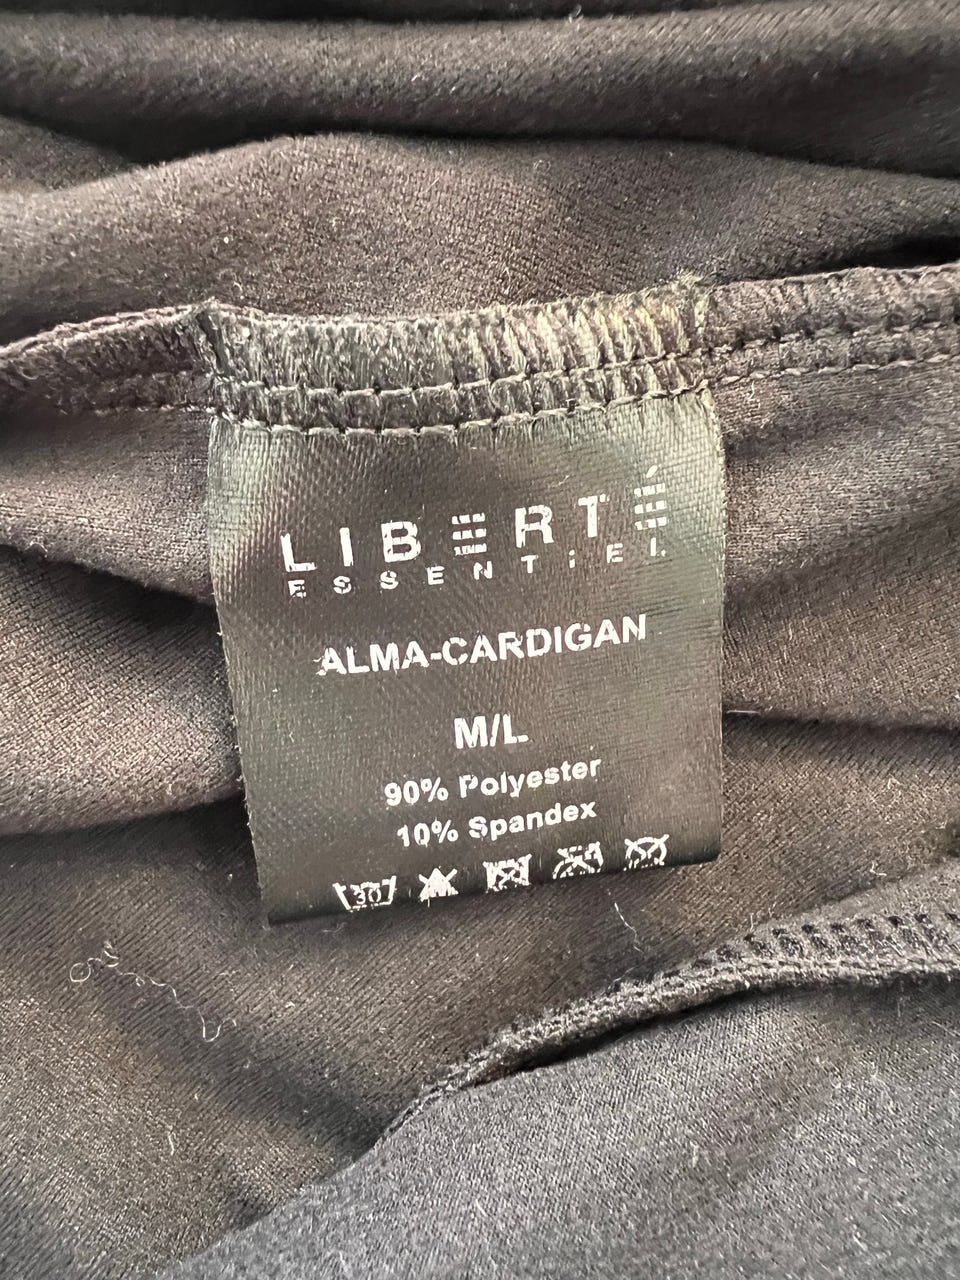 LIBERTÉ
ESSENTIEL
ALMA-CARDIGAN
M/L
90% Polyester
10% Spandex
30